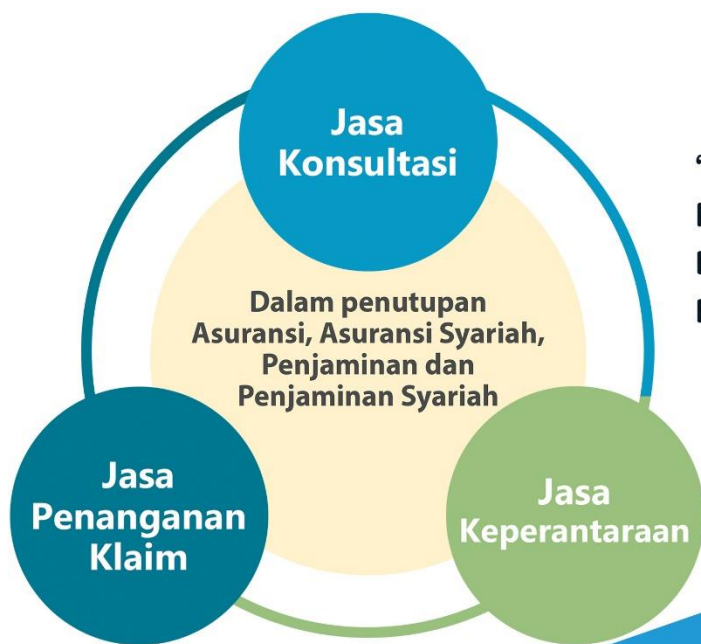 Jasa
Konsultasi
Dalam penutupan
Asuransi, Asuransi Syariah,
Penjaminan dan
Penjaminan Syariah
Jasa
Penanganan
Klaim
Jasa
Keperantaraan